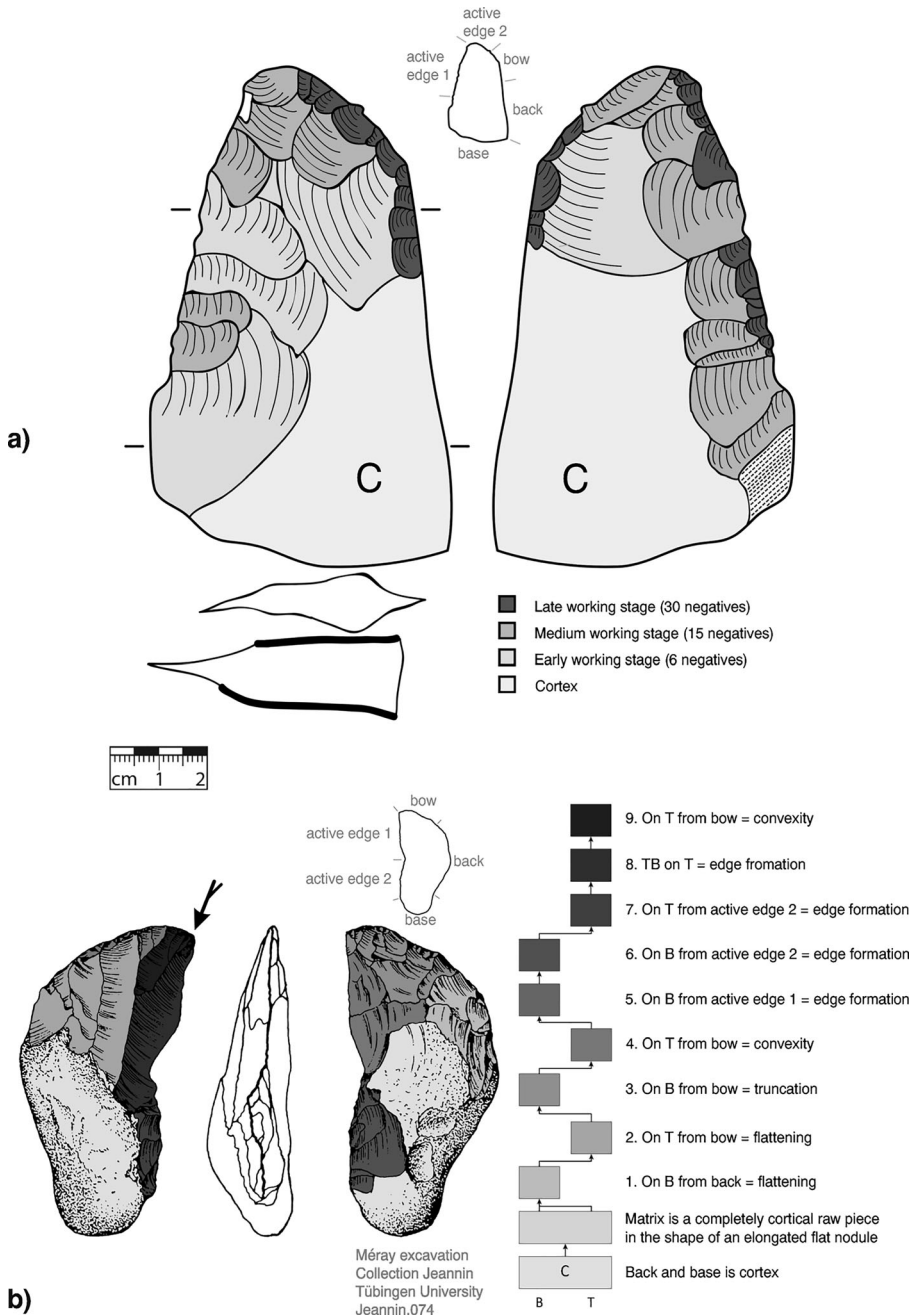 a)
active
edge 2
active
edge 1
bow
back
base
C
C
Late working stage (30 negatives)
Medium working stage (15 negatives)
Early working stage (6 negatives)
Cortex
cm 1 2
bow
active edge 1
back
active edge 2
base
9. On T from bow = convexity
8. TB on T = edge fromation
7. On T from active edge 2 = edge formation
6. On B from active edge 2 = edge formation
5. On B from active edge 1 = edge formation
4. On T from bow = convexity
3. On B from bow = truncation
2. On T from bow = flattening
1. On B from back = flattening
Matrix is a completely cortical raw piece
in the shape of an elongated flat nodule
C
Back and base is cortex
B T
Méray excavation
Collection Jeannin
Tübingen University
Jeannin.074
b)